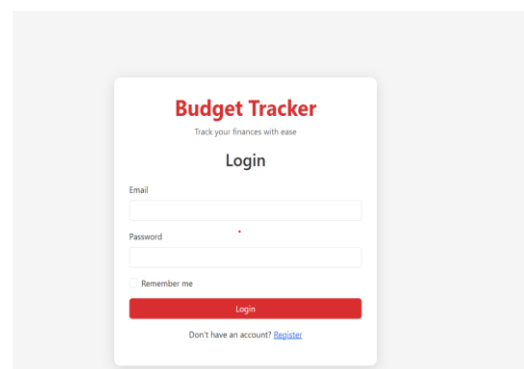 Budget Tracker
Track your finances with ease
Login
Email
Password
Remember me
Login
Don't have an account? Register